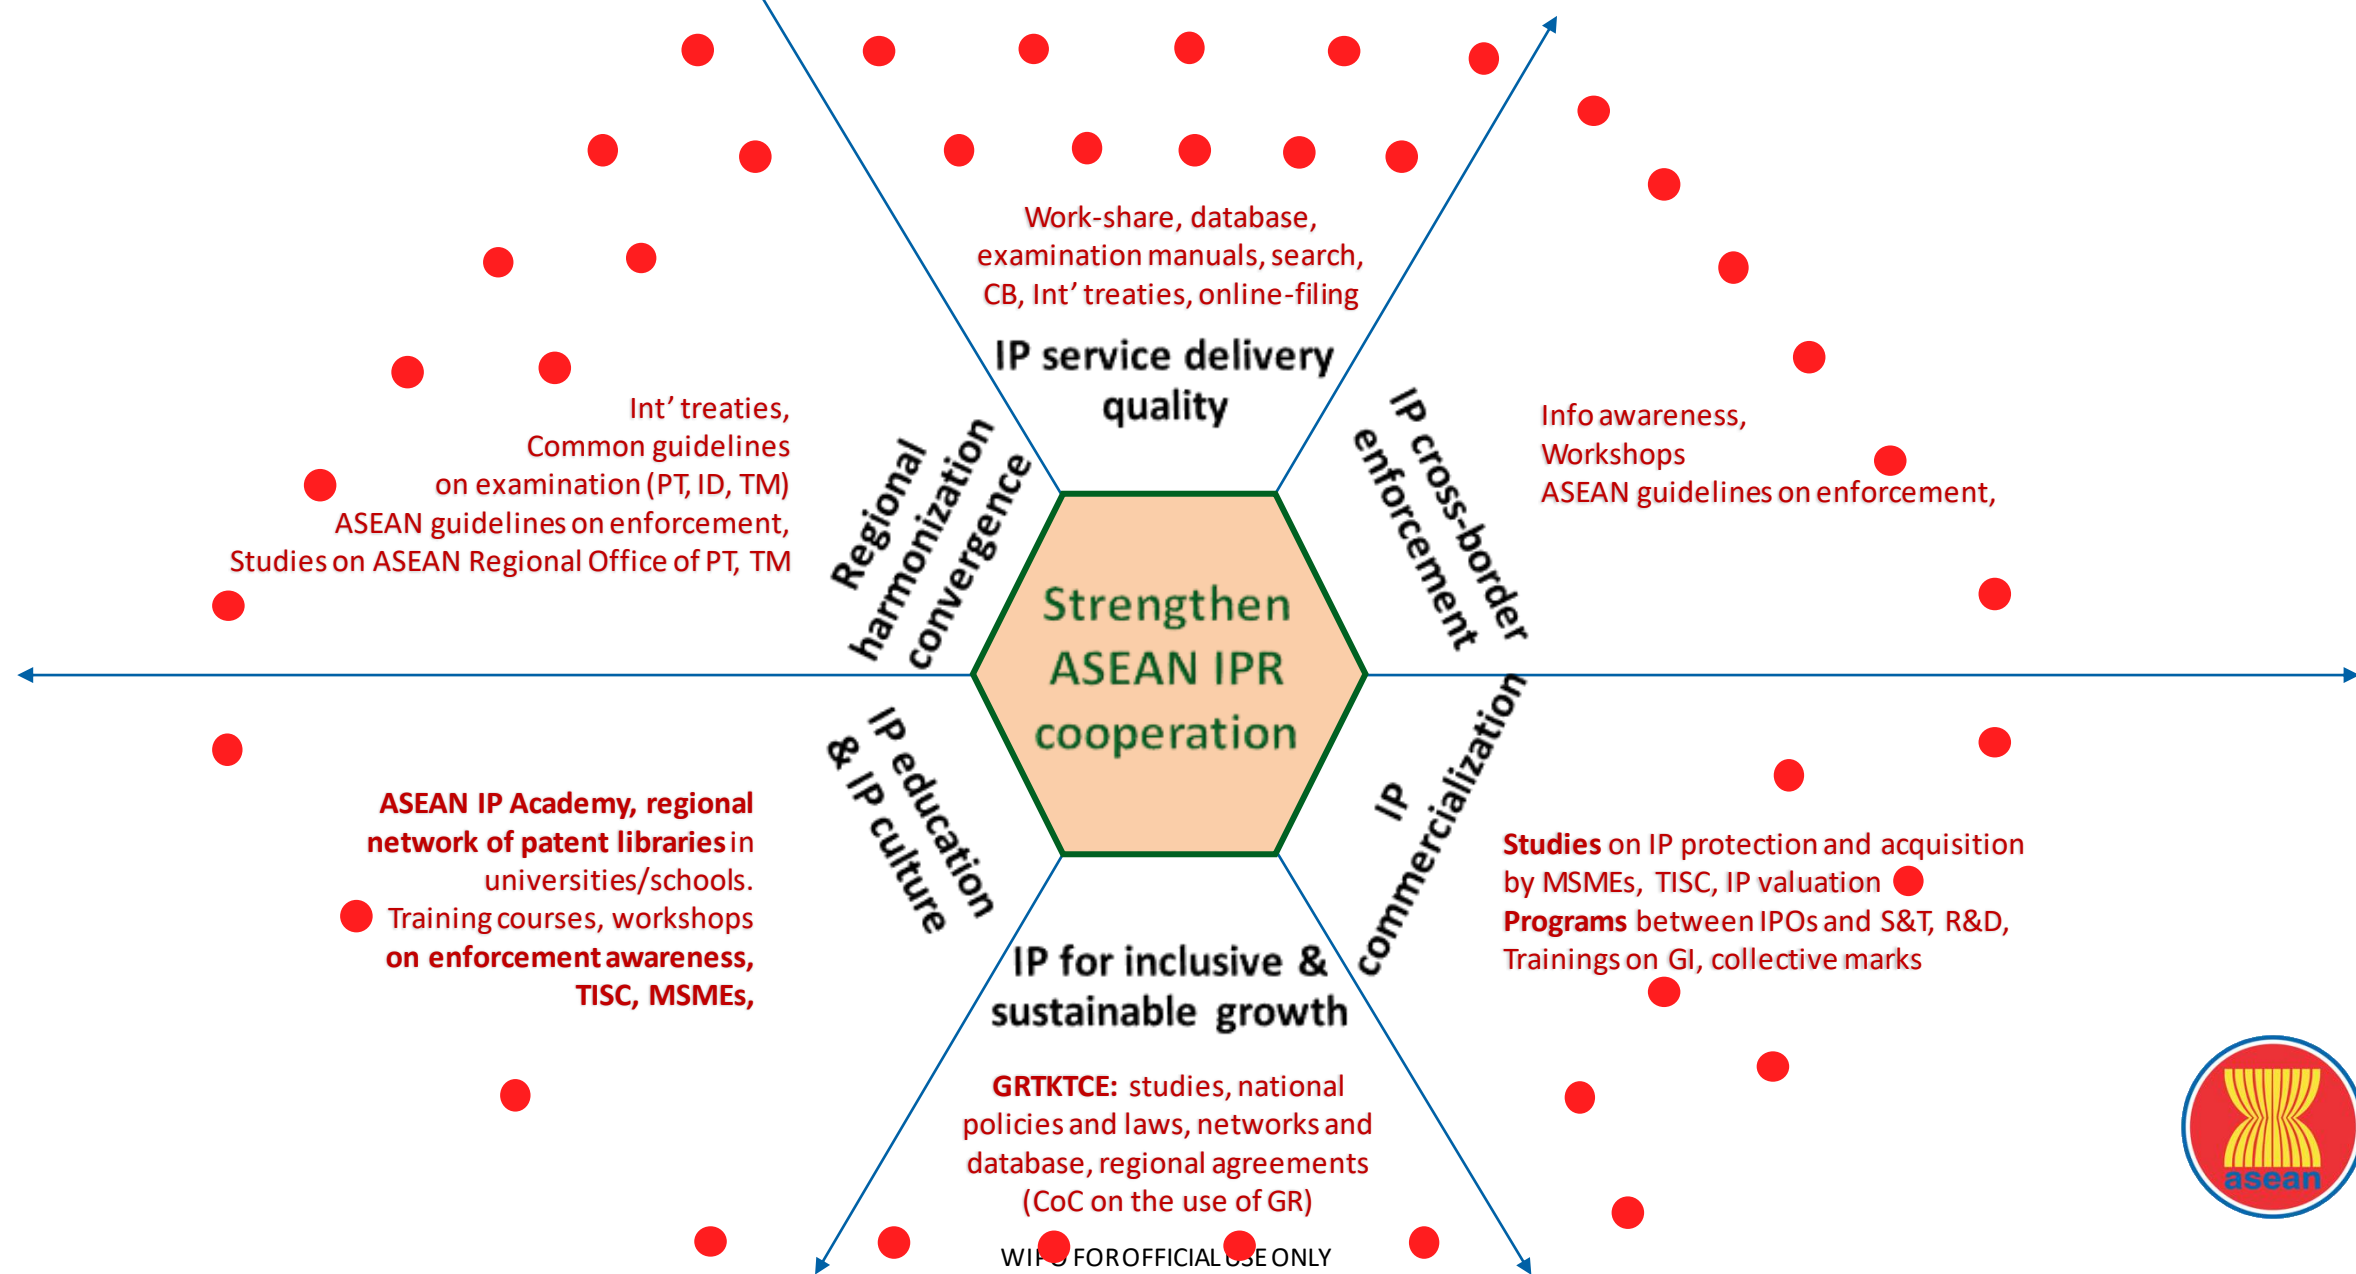 Work-share, database,
examination manuals, search,
CB, Int’ treaties, online-filing
IP service delivery
quality
Int’ treaties,
Common guidelines
on examination (PT, ID, TM)
ASEAN guidelines on enforcement,
Studies on ASEAN Regional Office of PT, TM
Regional
harmonization
convergence
IP cross-border
enforcement
Info awareness,
Workshops
ASEAN guidelines on enforcement,
Strengthen
ASEAN IPR
cooperation
ASEAN IP Academy, regional
network of patent libraries in
universities/schools.
Training courses, workshops
on enforcement awareness,
TISC, MSMEs,
IP education
& IP culture
IP
commercialization
Studies on IP protection and acquisition
by MSMEs, TISC, IP valuation
Programs between IPOs and S&T, R&D,
Trainings on GI, collective marks
IP for inclusive &
sustainable growth
GRTKTCE: studies, national
policies and laws, networks and
database, regional agreements
(CoC on the use of GR)
asean
WIPO FOR OFFICIAL USE ONLY